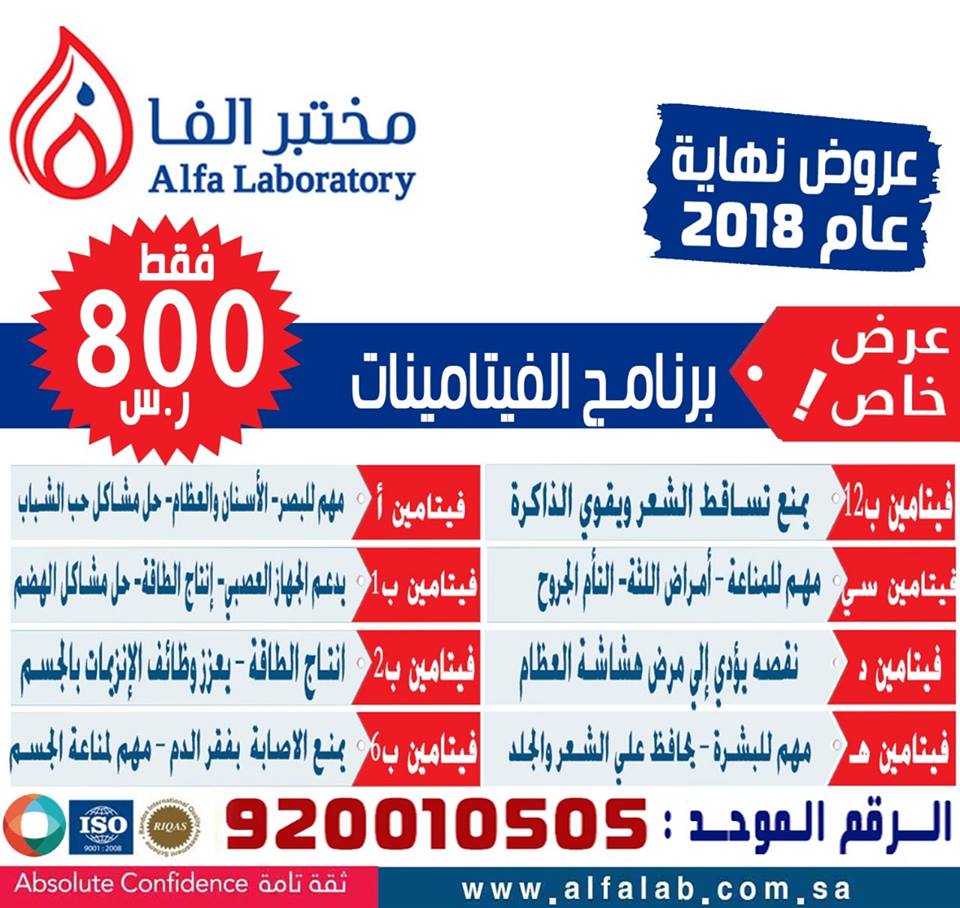 مختبر الفا
Alfa Laboratory
عروض نهاية
عام 2018
فقط
800
ر.س
برنامج الفيتامينات
عرض
خاص !
فيتامين ب12 يمنع تساقط الشعر ويقوي الذاكرة
فيتامين أ مهم للبصر- الأسنان والعظام- حل مشاكل حب الشباب
فيتامين سي مهم للمناعة - أمراض اللثة- التأم الجروح
فيتامين ب1 يدعم الجهاز العصبي- إنتاج الطاقة- حل مشاكل الهضم
فيتامين د نقصه يؤدي إلي مرض هشاشة العظام
فيتامين ب2 انتاج الطاقة - يعزز وظائف الإنزيمات بالجسم
فيتامين هـ مهم للبشرة - يحافظ علي الشعر والجلد
فيتامين ب6 يمنع الاصابة بفقر الدم - مهم لمناعة الجسم
الرقم الموحد : 920010505
ISO
9001 : 2008
RIQAS
Absolute Confidence ثقة تامة
www.alfalab.com.sa